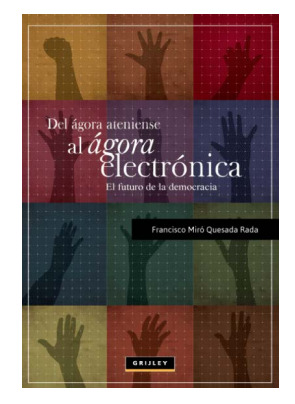 Del ágora ateniense
al ágora
electrónica
El futuro de la democracia
Francisco Miró Quesada Rada
GRIJLEY